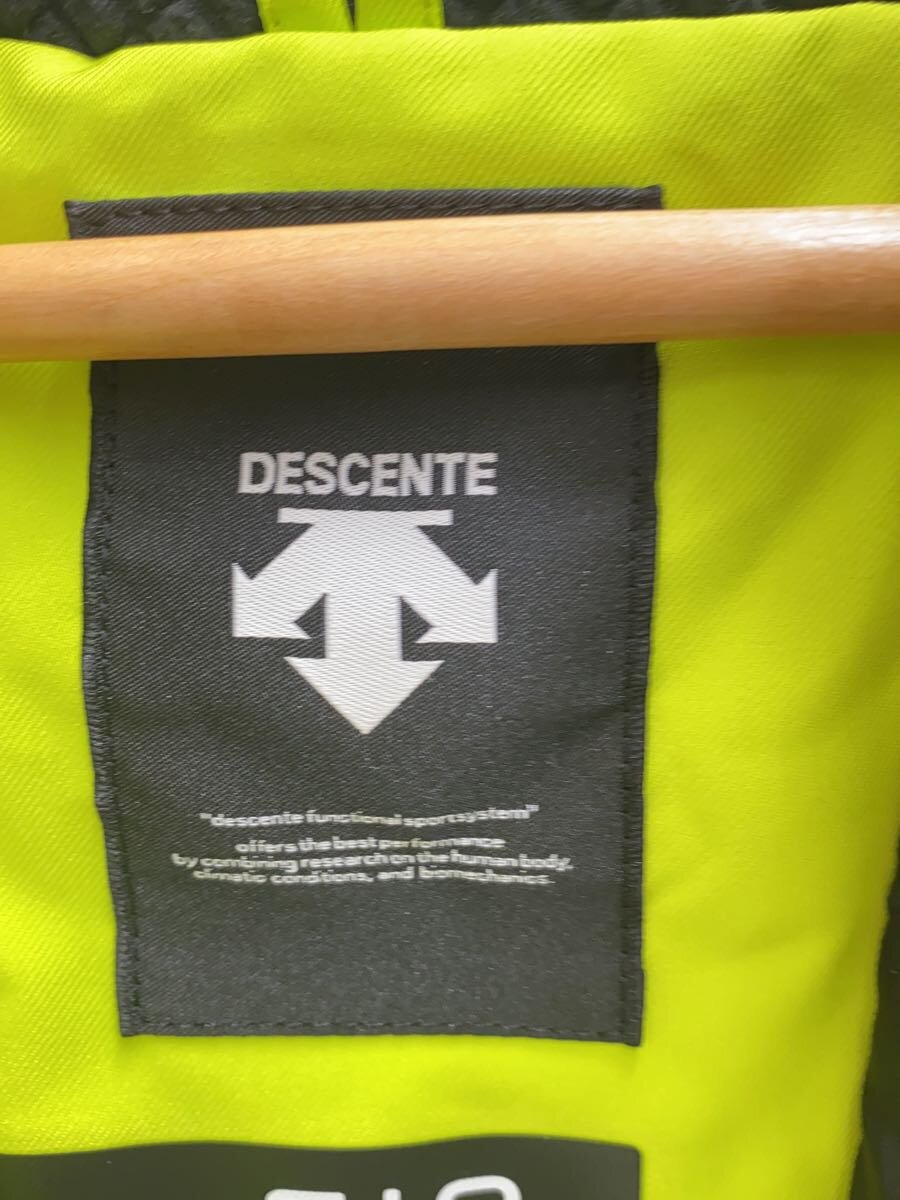 DESCENTE
"descente functional sportsystem"
offers the best performance
by combining research on the human body,
climatic conditions, and biomechanics.